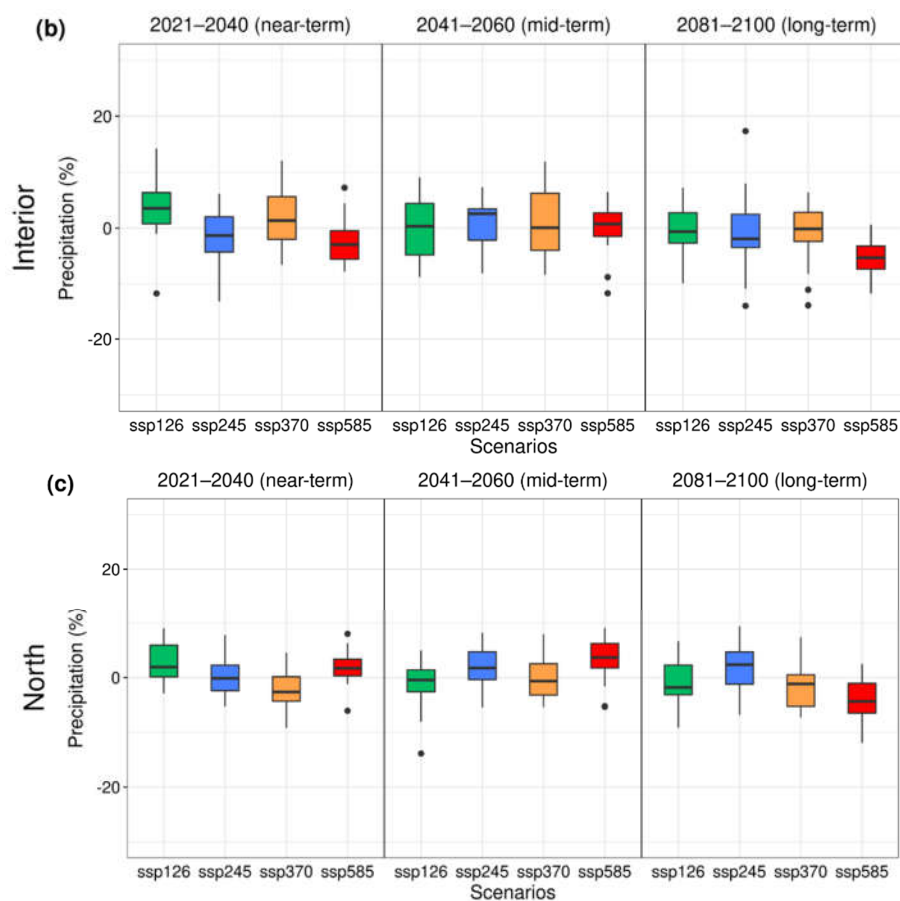 (b)
2021–2040 (near-term) 2041–2060 (mid-term) 2081–2100 (long-term)
Interior
Precipitation (%)
20
0
-20
ssp126 ssp245 ssp370 ssp585 ssp126 ssp245 ssp370 ssp585 ssp126 ssp245 ssp370 ssp585
Scenarios
(c)
2021–2040 (near-term) 2041–2060 (mid-term) 2081–2100 (long-term)
North
Precipitation (%)
20
0
-20
ssp126 ssp245 ssp370 ssp585 ssp126 ssp245 ssp370 ssp585 ssp126 ssp245 ssp370 ssp585
Scenarios